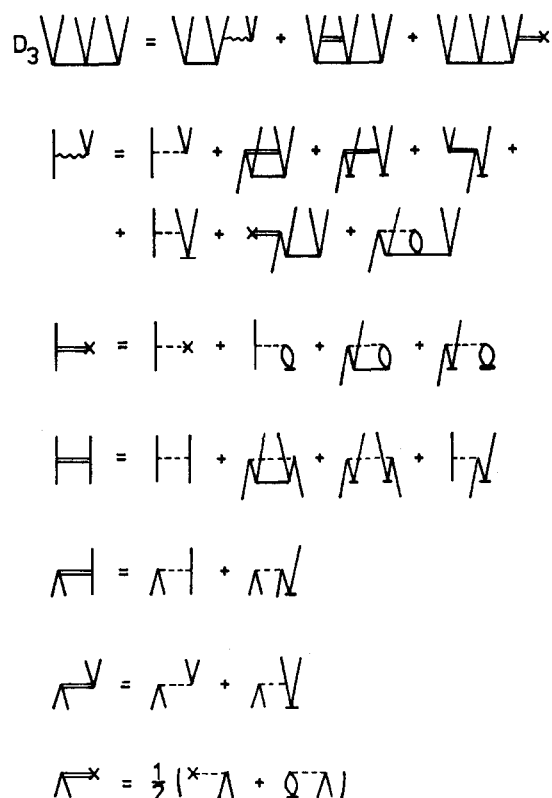 D₃ = + +
= + + + +
+ + +
= + + +
= + + +
= +
= +
= ½ ( + )